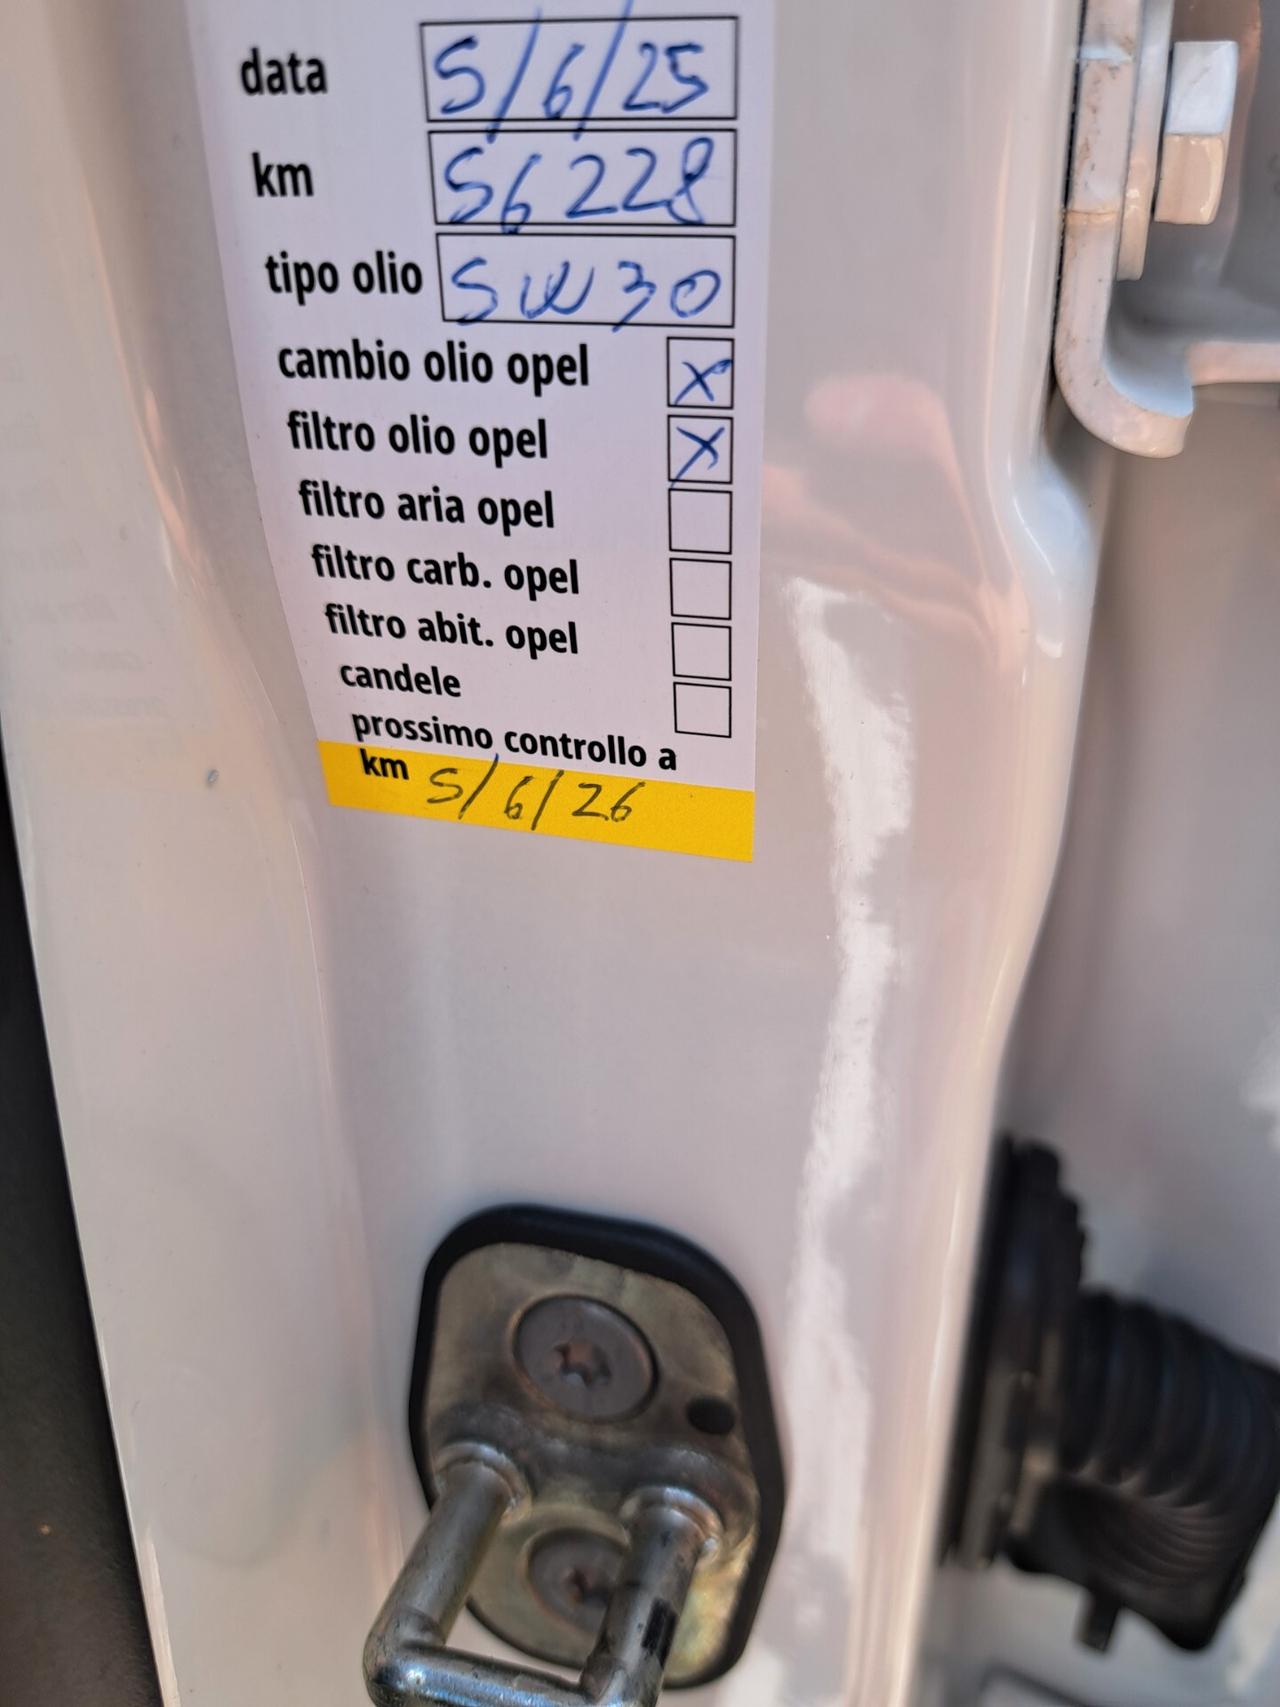 data 5/6/25
km 56228
tipo olio 5W30
cambio olio opel X
filtro olio opel X
filtro aria opel
filtro carb. opel
filtro abit. opel
candele
prossimo controllo a
km 5/6/26